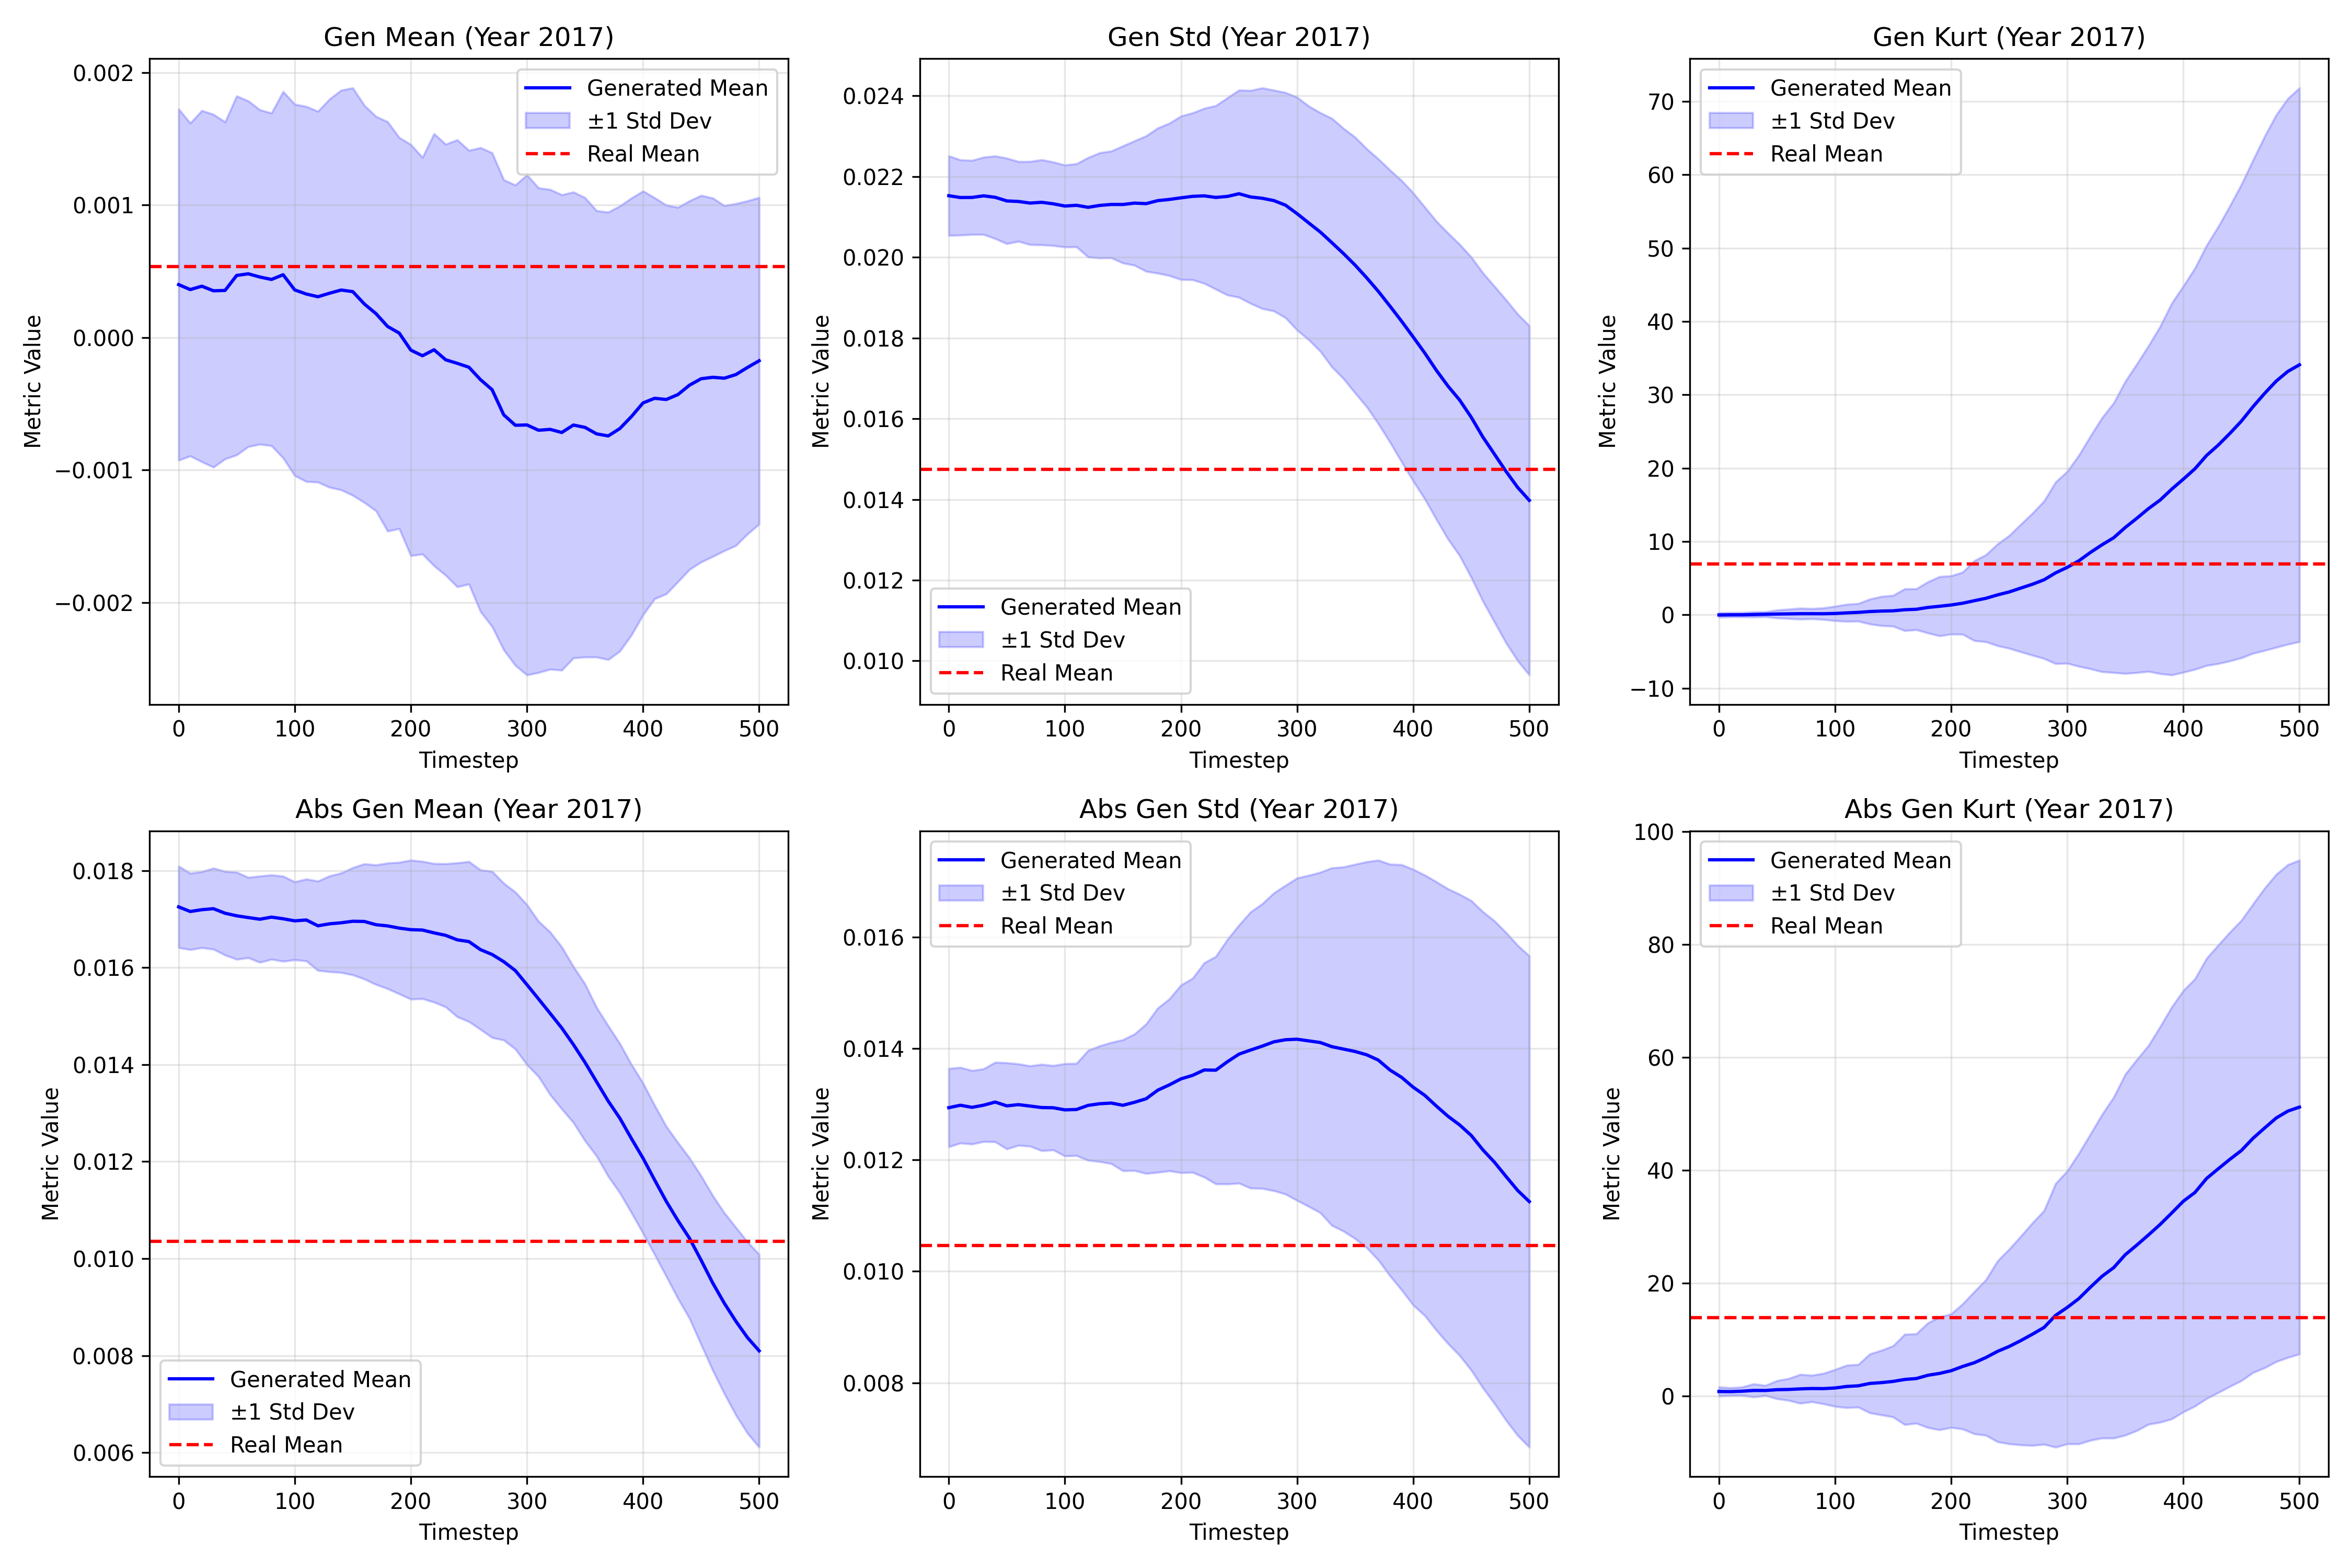 Gen Mean (Year 2017)
Metric Value
0.002
0.001
0.000
−0.001
−0.002
Generated Mean
±1 Std Dev
Real Mean
0 100 200 300 400 500
Timestep
Gen Std (Year 2017)
Metric Value
0.024
0.022
0.020
0.018
0.016
0.014
0.012
0.010
Generated Mean
±1 Std Dev
Real Mean
0 100 200 300 400 500
Timestep
Gen Kurt (Year 2017)
Metric Value
70
60
50
40
30
20
10
0
−10
Generated Mean
±1 Std Dev
Real Mean
0 100 200 300 400 500
Timestep
Abs Gen Mean (Year 2017)
Metric Value
0.018
0.016
0.014
0.012
0.010
0.008
0.006
Generated Mean
±1 Std Dev
Real Mean
0 100 200 300 400 500
Timestep
Abs Gen Std (Year 2017)
Metric Value
0.016
0.014
0.012
0.010
0.008
Generated Mean
±1 Std Dev
Real Mean
0 100 200 300 400 500
Timestep
Abs Gen Kurt (Year 2017)
Metric Value
100
80
60
40
20
0
Generated Mean
±1 Std Dev
Real Mean
0 100 200 300 400 500
Timestep